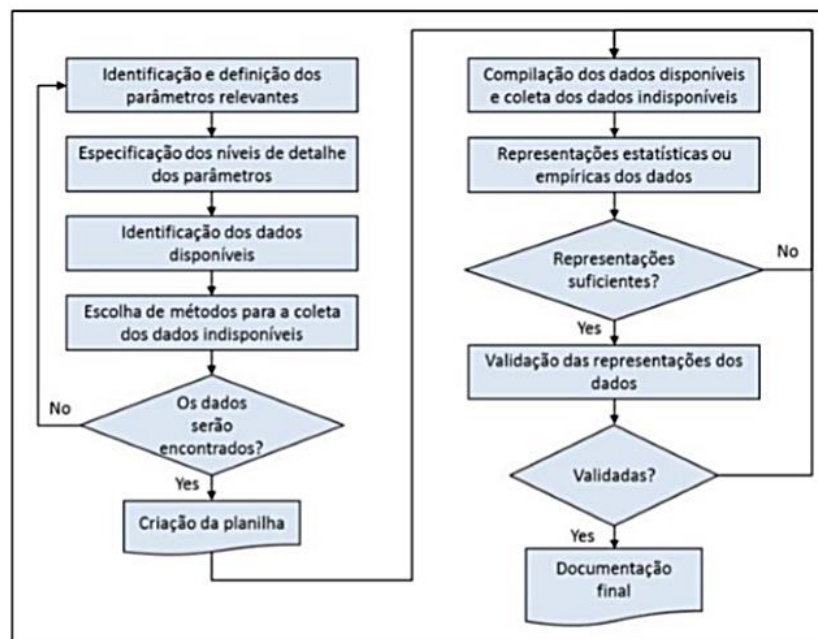 Identificação e definição dos
parâmetros relevantes
Especificação dos níveis de detalhe
dos parâmetros
Identificação dos dados
disponíveis
Escolha de métodos para a coleta
dos dados indisponíveis
No
Os dados
serão
encontrados?
Yes
Criação da planilha
Compilação dos dados disponíveis
e coleta dos dados indisponíveis
Representações estatísticas ou
empíricas dos dados
Representações
suficientes?
No
Yes
Validação das representações dos
dados
Validadas?
Yes
Documentação
final